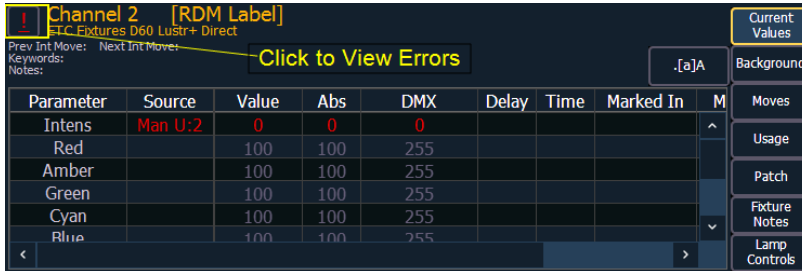 ! Channel 2 [RDM Label]
ETC Fixtures D60 Lustr+ Direct
Prev Int Move: Next Int Move:
Keywords:
Notes:
Click to View Errors
.[a]A
Parameter Source Value Abs DMX Delay Time Marked In M
Intens Man U:2 0 0 0
Red 100 100 255
Amber 100 100 255
Green 100 100 255
Cyan 100 100 255
Blue 100 100 255
Current
Values
Background
Moves
Usage
Patch
Fixture
Notes
Lamp
Controls